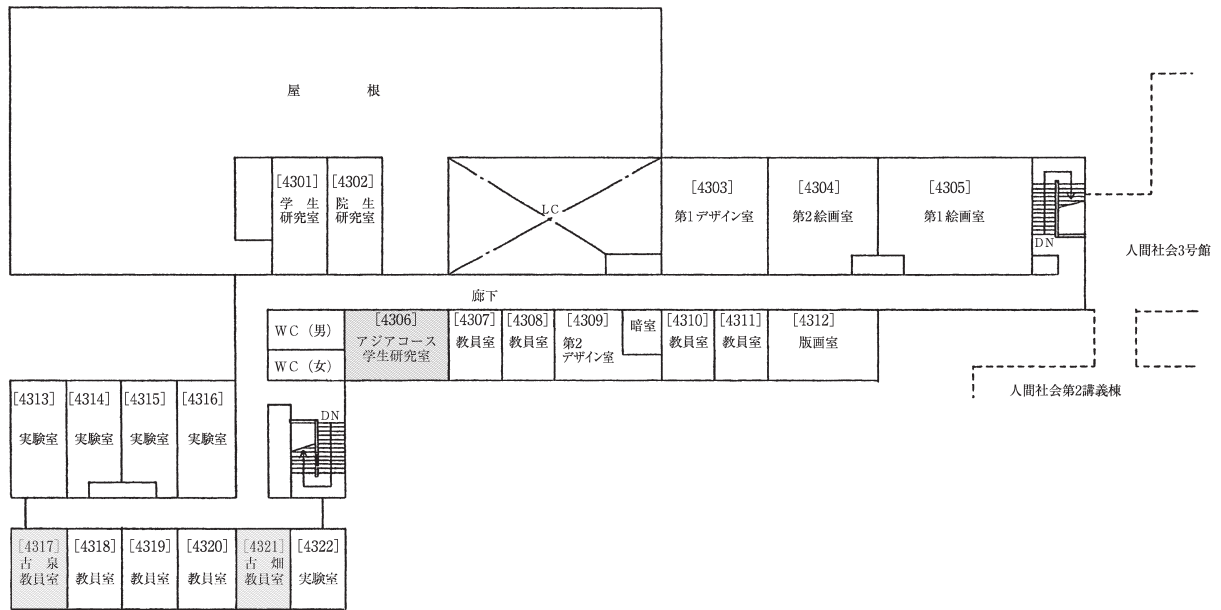 屋 根
[4301]
学 生
研究室
[4302]
院 生
研究室
LC
[4303]
第1デザイン室
[4304]
第2絵画室
[4305]
第1絵画室
DN
人間社会3号館
廊下
WC (男)
WC (女)
[4306]
アジアコース
学生研究室
[4307]
教員室
[4308]
教員室
[4309]
第2
デザイン室
暗室
[4310]
教員室
[4311]
教員室
[4312]
版画室
人間社会第2講義棟
[4313]
実験室
[4314]
実験室
[4315]
実験室
[4316]
実験室
DN
[4317]
古 泉
教員室
[4318]
教員室
[4319]
教員室
[4320]
教員室
[4321]
古 畑
教員室
[4322]
実験室